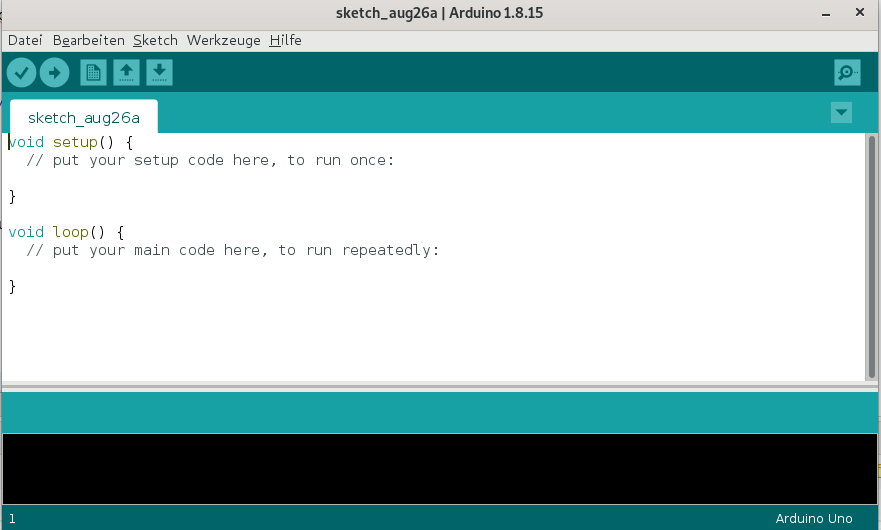 sketch_aug26a | Arduino 1.8.15
Datei Bearbeiten Sketch Werkzeuge Hilfe
sketch_aug26a
void setup() {
  // put your setup code here, to run once:
}
void loop() {
  // put your main code here, to run repeatedly:
}
1 Arduino Uno